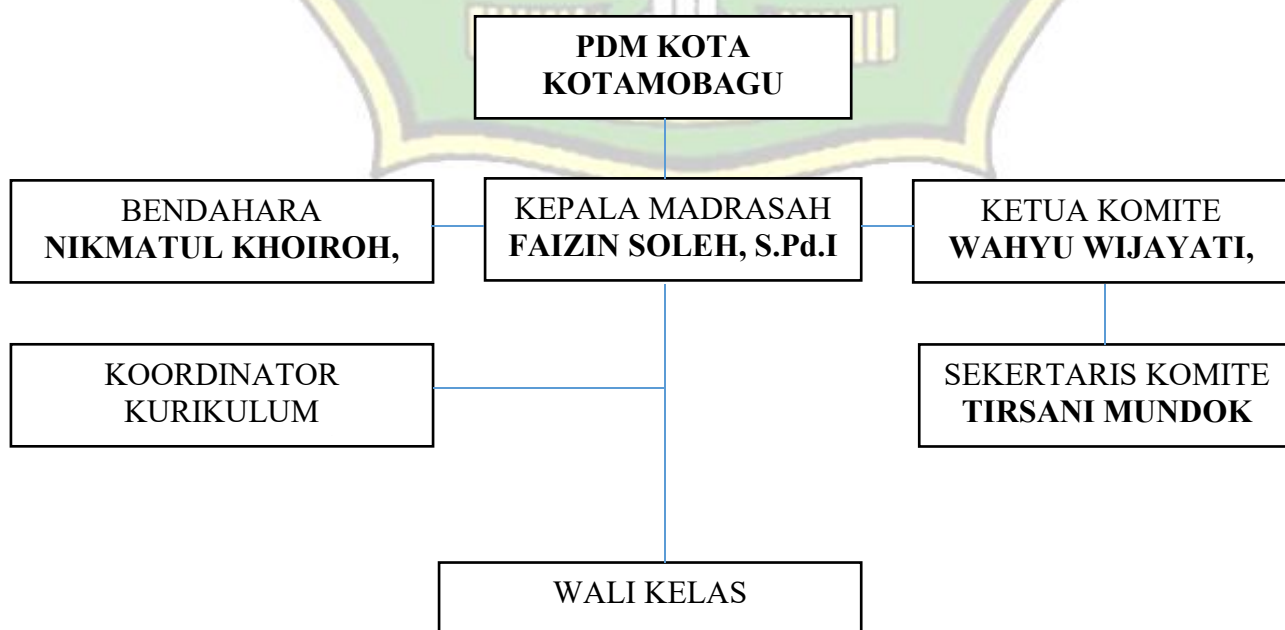 PDM KOTA
KOTAMOBAGU
BENDAHARA
NIKMATUL KHOIROH,
KEPALA MADRASAH
FAIZIN SOLEH, S.Pd.I
KETUA KOMITE
WAHYU WIJAYATI,
KOORDINATOR
KURIKULUM
SEKERTARIS KOMITE
TIRSANI MUNDOK
WALI KELAS